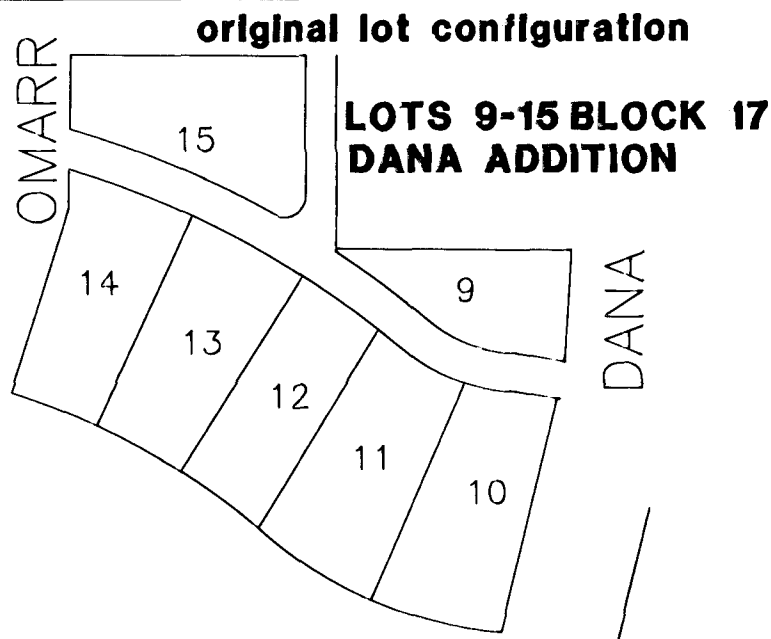 original lot configuration
OMARR
LOTS 9-15 BLOCK 17
DANA ADDITION
15
9
DANA
14
13
12
11
10